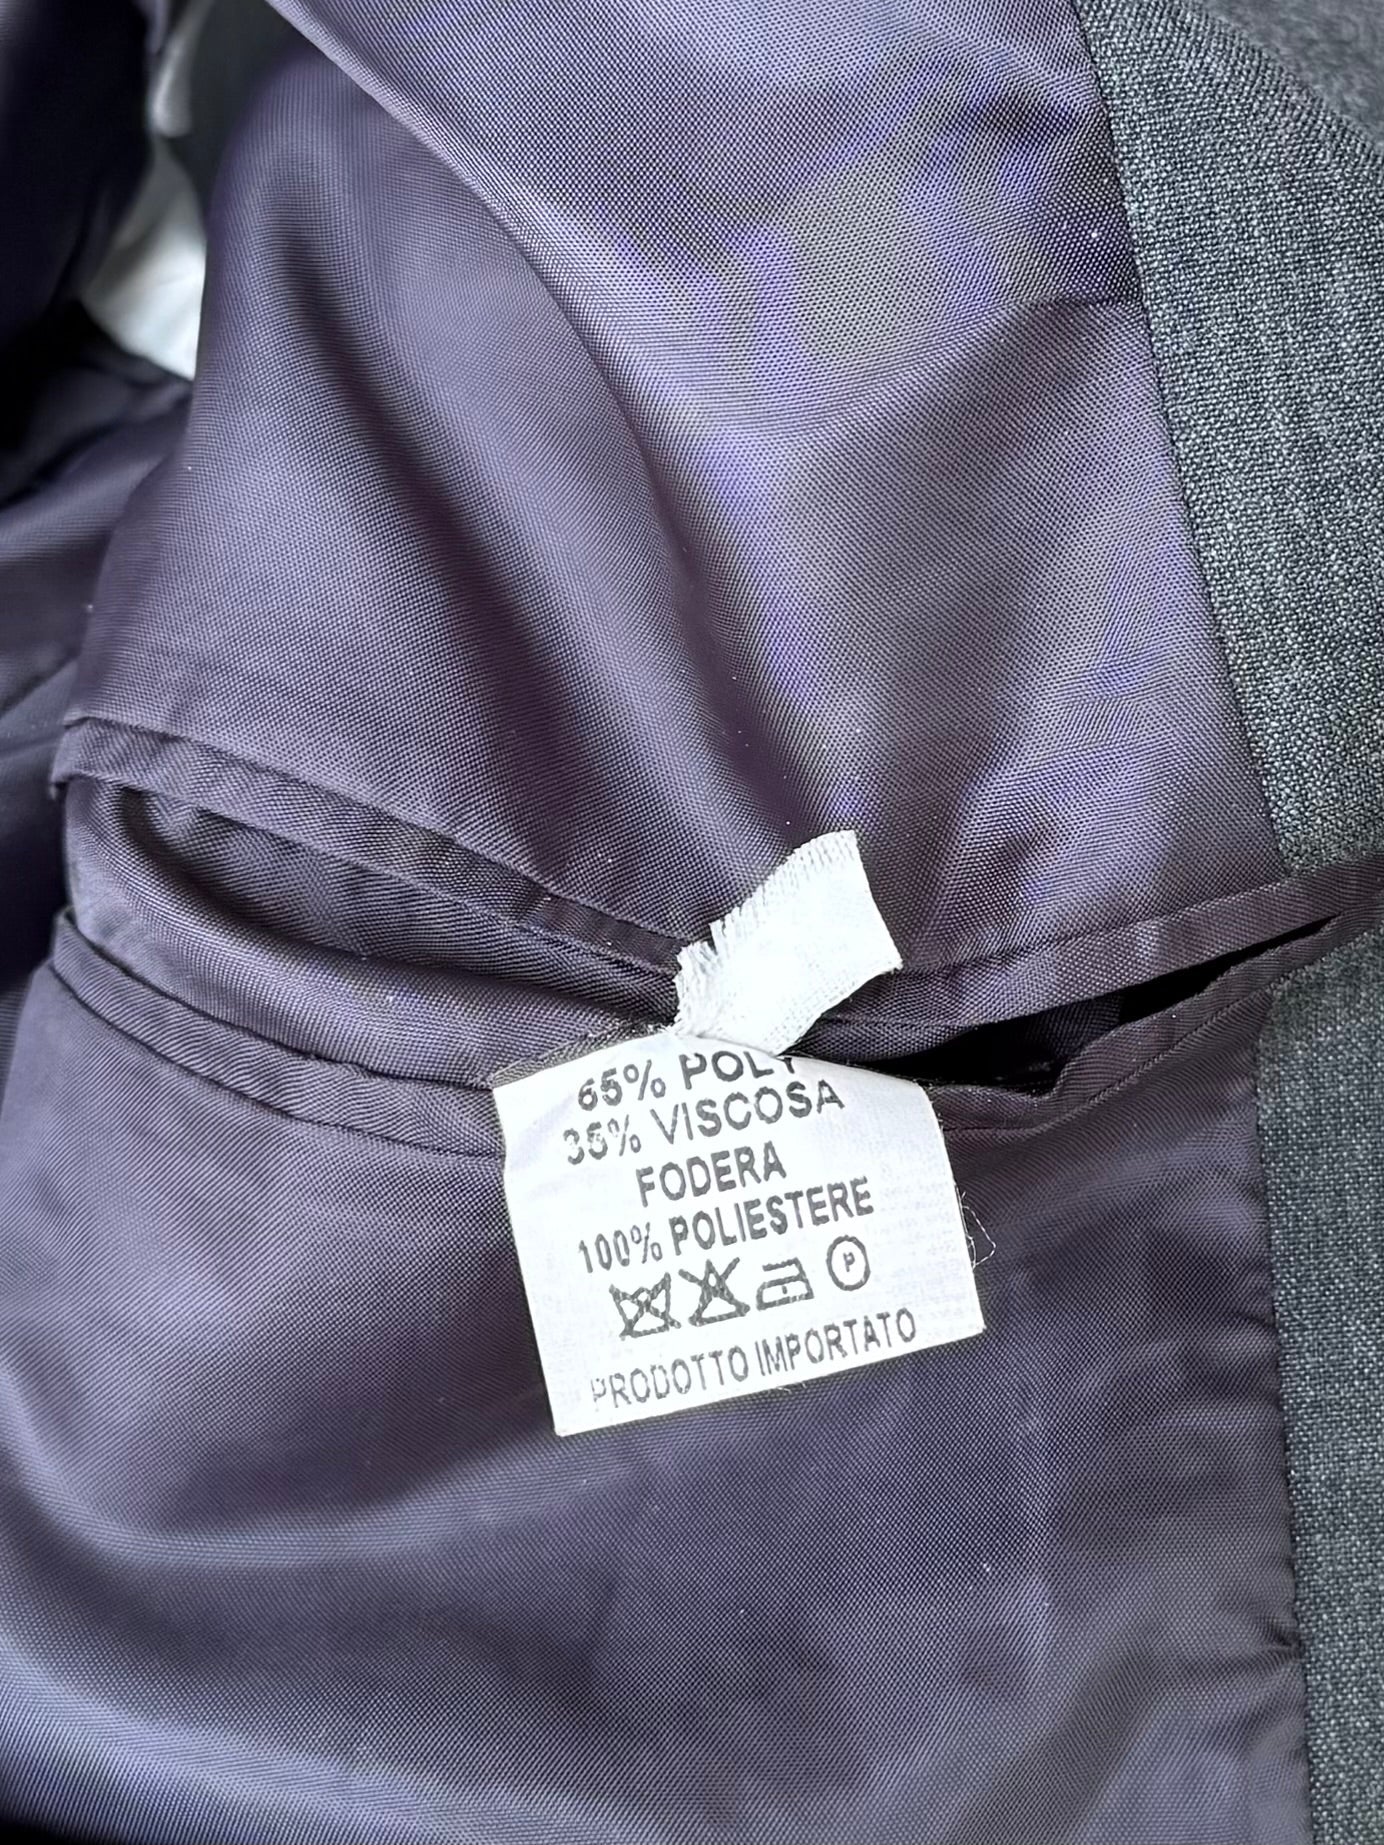 65% POLY
35% VISCOSA
FODERA
100% POLIESTERE
P
PRODOTTO IMPORTATO